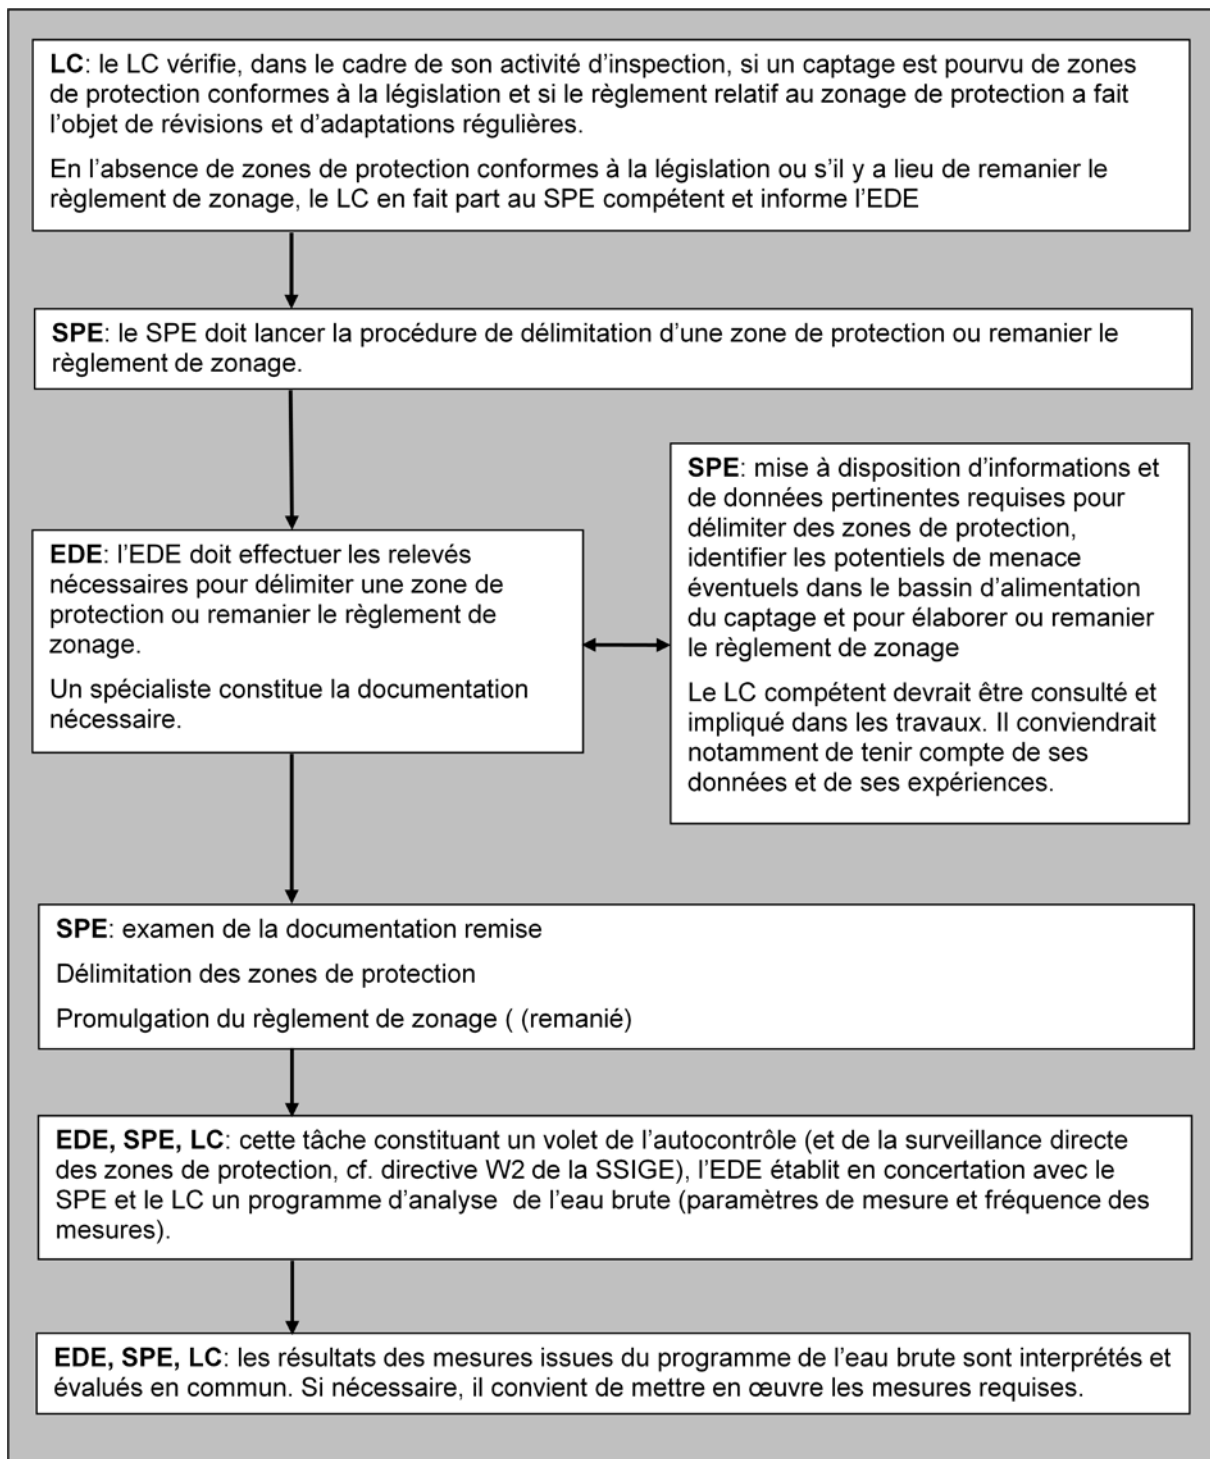 LC: le LC vérifie, dans le cadre de son activité d'inspection, si un captage est pourvu de zones
de protection conformes à la législation et si le règlement relatif au zonage de protection a fait
l'objet de révisions et d'adaptations régulières.
En l'absence de zones de protection conformes à la législation ou s'il y a lieu de remanier le
règlement de zonage, le LC en fait part au SPE compétent et informe l'EDE
SPE: le SPE doit lancer la procédure de délimitation d'une zone de protection ou remanier le
règlement de zonage.
EDE: l'EDE doit effectuer les relevés
nécessaires pour délimiter une zone de
protection ou remanier le règlement de
zonage.
Un spécialiste constitue la documentation
nécessaire.
SPE: mise à disposition d'informations et
de données pertinentes requises pour
délimiter des zones de protection,
identifier les potentiels de menace
éventuels dans le bassin d'alimentation
du captage et pour élaborer ou remanier
le règlement de zonage
Le LC compétent devrait être consulté et
impliqué dans les travaux. Il conviendrait
notamment de tenir compte de ses
données et de ses expériences.
SPE: examen de la documentation remise
Délimitation des zones de protection
Promulgation du règlement de zonage ( (remanié)
EDE, SPE, LC: cette tâche constituant un volet de l'autocontrôle (et de la surveillance directe
des zones de protection, cf. directive W2 de la SSIGE), l'EDE établit en concertation avec le
SPE et le LC un programme d'analyse  de l'eau brute (paramètres de mesure et fréquence des
mesures).
EDE, SPE, LC: les résultats des mesures issues du programme de l'eau brute sont interprétés et
évalués en commun. Si nécessaire, il convient de mettre en œuvre les mesures requises.